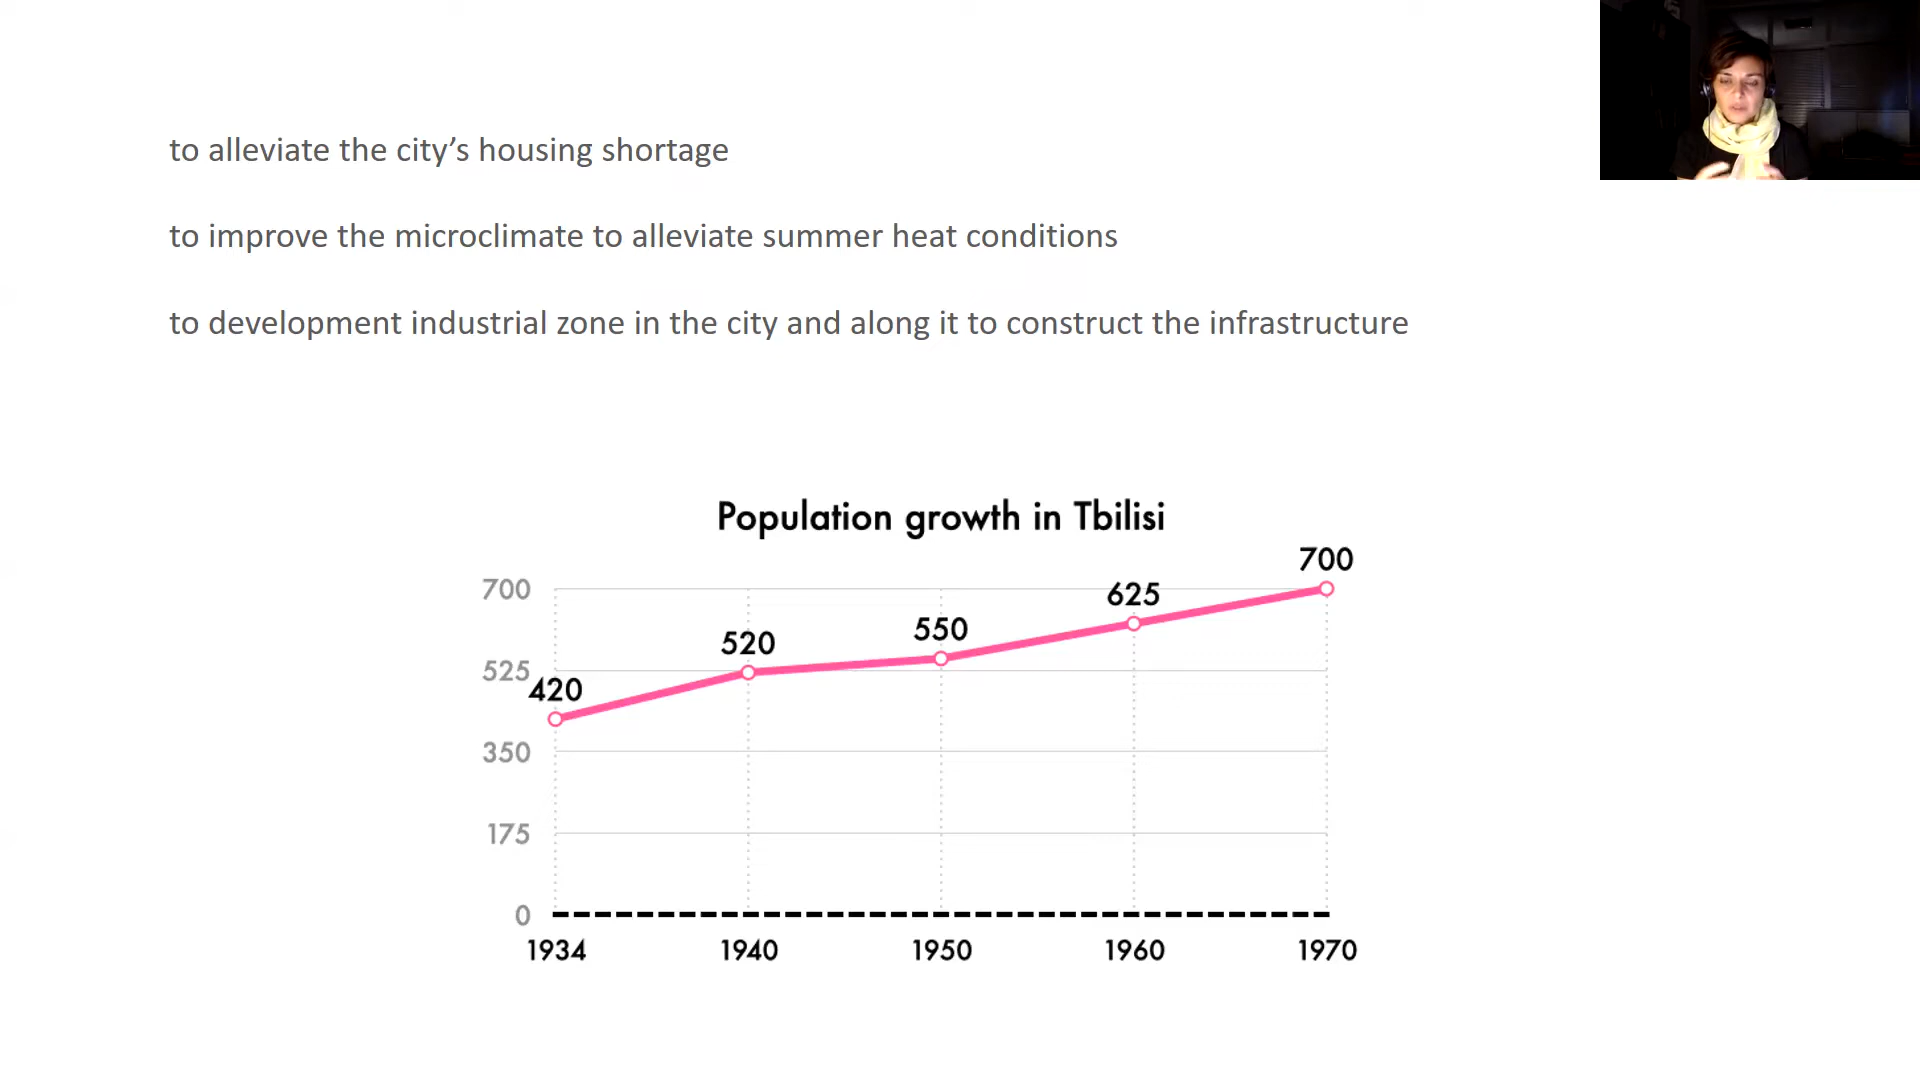 to alleviate the city’s housing shortage
to improve the microclimate to alleviate summer heat conditions
to development industrial zone in the city and along it to construct the infrastructure
Population growth in Tbilisi
700
700
625
550
520
525
420
350
175
0
1934 1940 1950 1960 1970